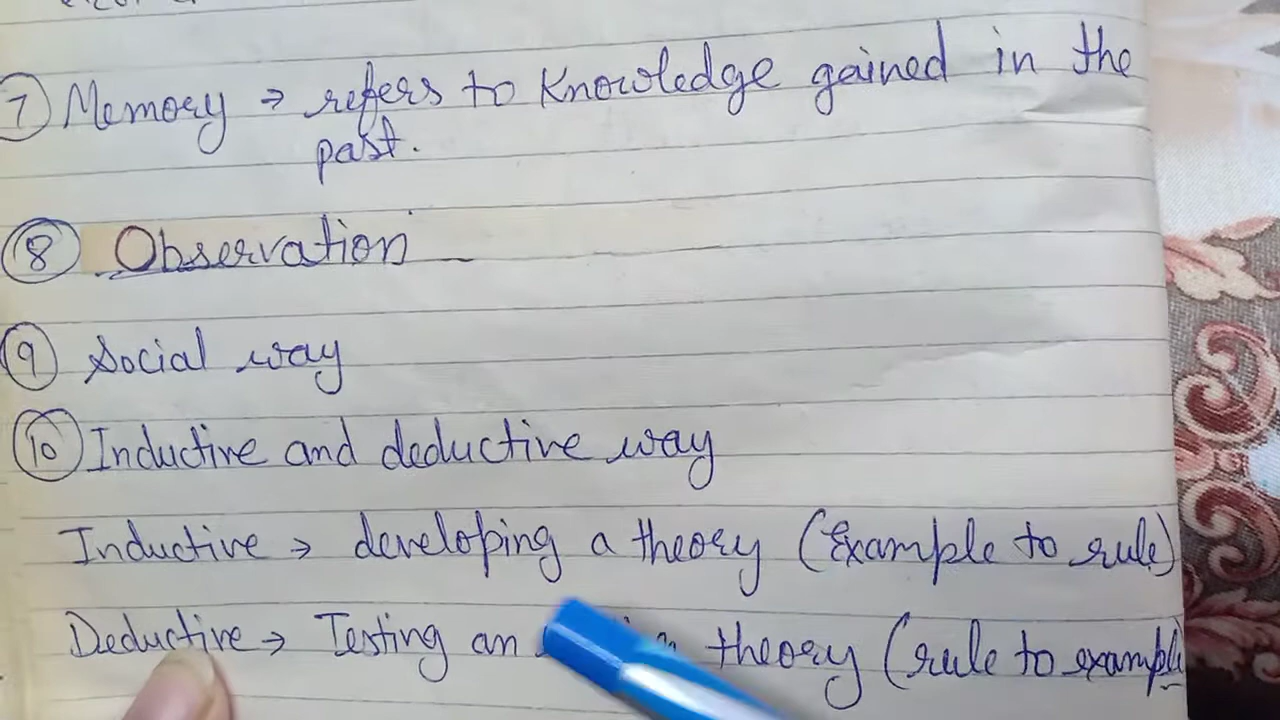 7 Memory → refers to Knowledge gained in the
past.
8 Observation
9 Social way
10 Inductive and deductive way
Inductive → developing a theory (Example to rule)
Deductive → Testing an theory (rule to example